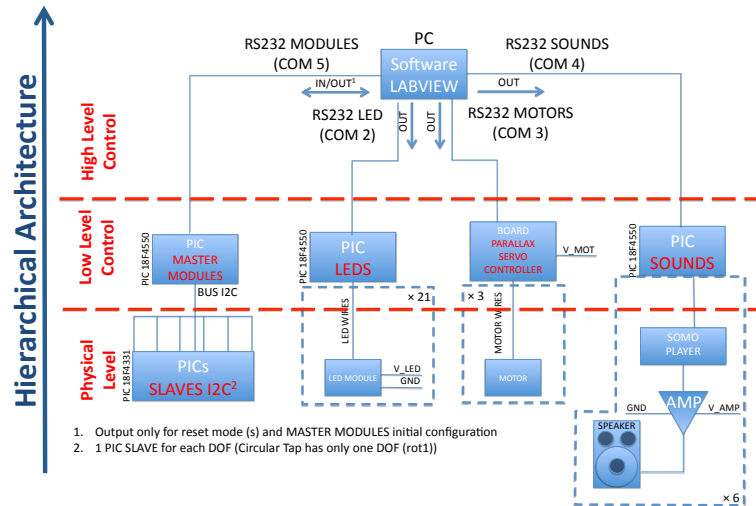 Hierarchical Architecture
High Level
Control
Low Level
Control
Physical
Level
PC
Software
LABVIEW
RS232 MODULES
(COM 5)
IN/OUT¹
RS232 SOUNDS
(COM 4)
OUT
RS232 LED
(COM 2)
OUT
OUT
RS232 MOTORS
(COM 3)
PIC 18F4550
PIC
MASTER
MODULES
BUS I2C
PIC 18F4550
PIC
LEDS
BOARD
PARALLAX
SERVO
CONTROLLER
V_MOT
PIC 18F4550
PIC
SOUNDS
PIC 18F4331
PICs
SLAVES I2C²
× 21
LED WIRES
LED MODULE
V_LED
GND
× 3
MOTOR WIRES
MOTOR
SOMO
PLAYER
AMP
GND
V_AMP
SPEAKER
× 6
1. Output only for reset mode (s) and MASTER MODULES initial configuration
2. 1 PIC SLAVE for each DOF (Circular Tap has only one DOF (rot1))